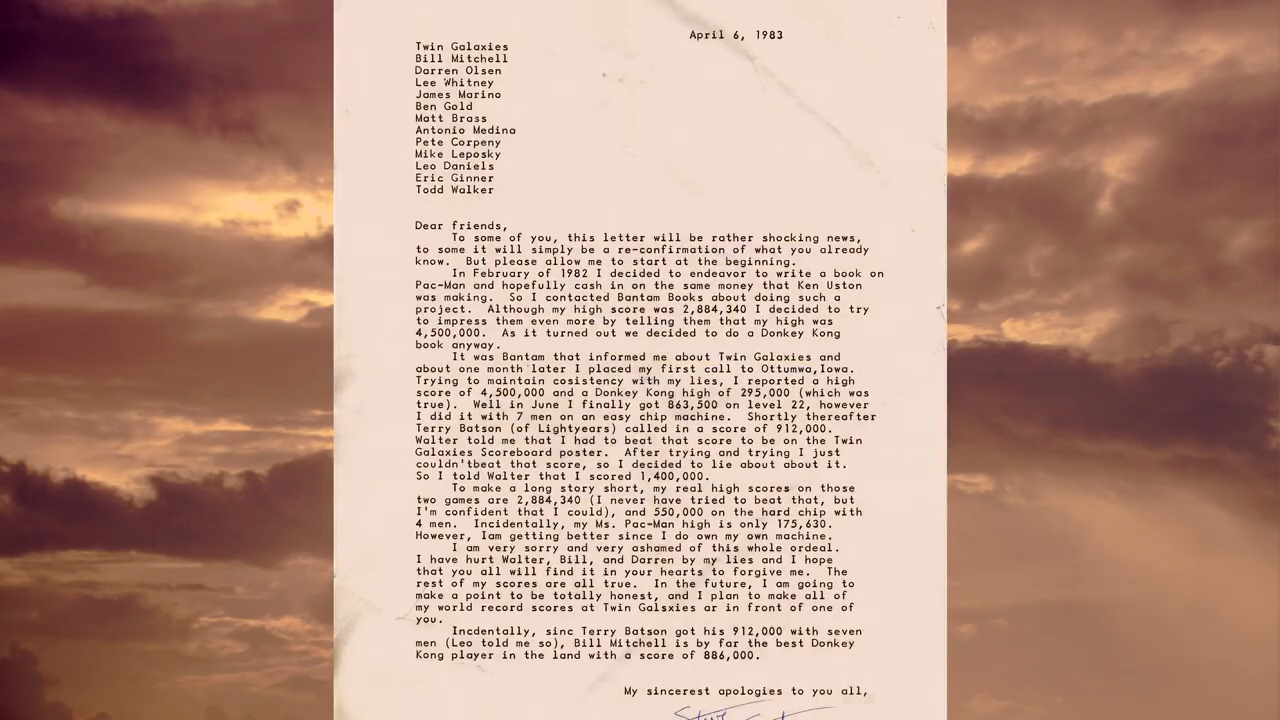 April 6, 1983
Twin Galaxies
Bill Mitchell
Darren Olsen
Lee Whitney
James Marino
Ben Gold
Matt Brass
Antonio Medina
Pete Corpeny
Mike Leposky
Leo Daniels
Eric Ginner
Todd Walker
Dear friends,
To some of you, this letter will be rather shocking news,
to some it will simply be a re-confirmation of what you already
know.  But please allow me to start at the beginning.
In February of 1982 I decided to endeavor to write a book on
Pac-Man and hopefully cash in on the same money that Ken Uston
was making.  So I contacted Bantam Books about doing such a
project.  Although my high score was 2,884,340 I decided to try
to impress them even more by telling them that my high was
4,500,000.  As it turned out we decided to do a Donkey Kong
book anyway.
It was Bantam that informed me about Twin Galaxies and
about one month later I placed my first call to Ottumwa,Iowa.
Trying to maintain cosistency with my lies, I reported a high
score of 4,500,000 and a Donkey Kong high of 295,000 (which was
true).  Well in June I finally got 863,500 on level 22, however
I did it with 7 men on an easy chip machine.  Shortly thereafter
Terry Batson (of Lightyears) called in a score of 912,000.
Walter told me that I had to beat that score to be on the Twin
Galaxies Scoreboard poster.  After trying and trying I just
couldn'tbeat that score, so I decided to lie about about it.
So I told Walter that I scored 1,400,000.
To make a long story short, my real high scores on those
two games are 2,884,340 (I never have tried to beat that, but
I'm confident that I could), and 550,000 on the hard chip with
4 men.  Incidentally, my Ms. Pac-Man high is only 175,630.
However, Iam getting better since I do own my own machine.
I am very sorry and very ashamed of this whole ordeal.
I have hurt Walter, Bill, and Darren by my lies and I hope
that you all will find it in your hearts to forgive me.  The
rest of my scores are all true.  In the future, I am going to
make a point to be totally honest, and I plan to make all of
my world record scores at Twin Galsxies ar in front of one of
you.
Incdentally, sinc Terry Batson got his 912,000 with seven
men (Leo told me so), Bill Mitchell is by far the best Donkey
Kong player in the land with a score of 886,000.
My sincerest apologies to you all,